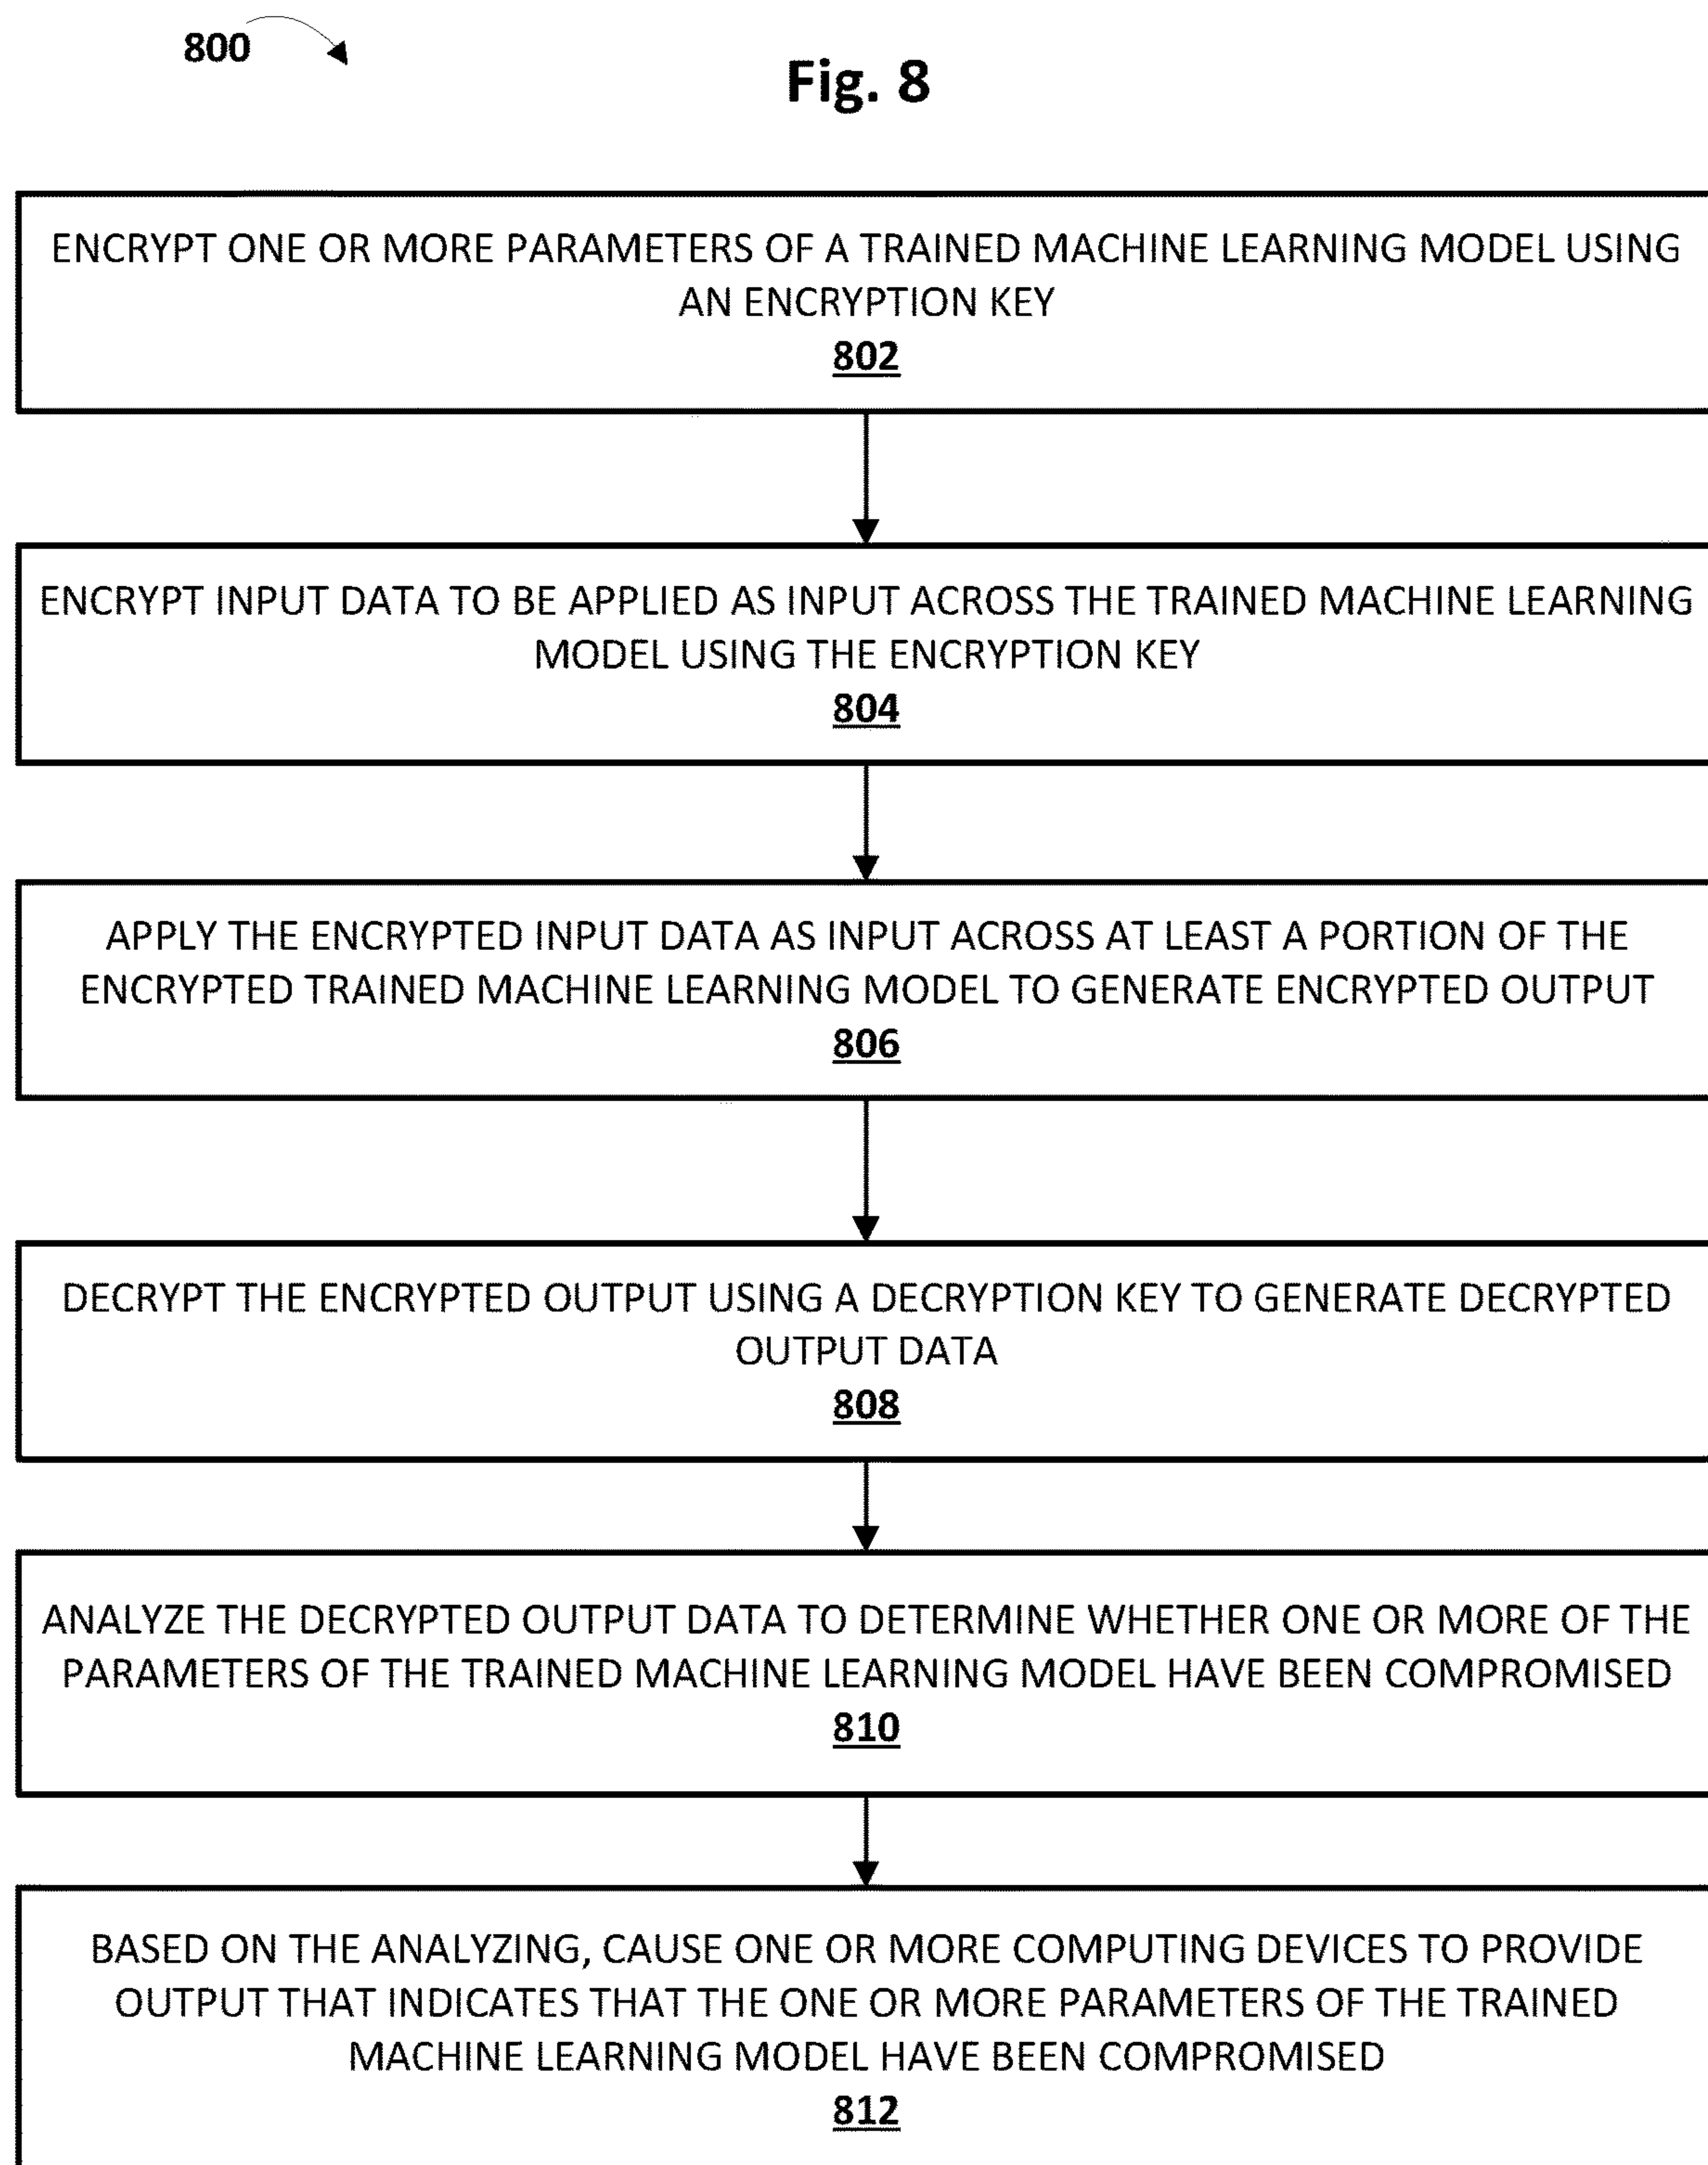 800
Fig. 8
ENCRYPT ONE OR MORE PARAMETERS OF A TRAINED MACHINE LEARNING MODEL USING
AN ENCRYPTION KEY
802
ENCRYPT INPUT DATA TO BE APPLIED AS INPUT ACROSS THE TRAINED MACHINE LEARNING
MODEL USING THE ENCRYPTION KEY
804
APPLY THE ENCRYPTED INPUT DATA AS INPUT ACROSS AT LEAST A PORTION OF THE
ENCRYPTED TRAINED MACHINE LEARNING MODEL TO GENERATE ENCRYPTED OUTPUT
806
DECRYPT THE ENCRYPTED OUTPUT USING A DECRYPTION KEY TO GENERATE DECRYPTED
OUTPUT DATA
808
ANALYZE THE DECRYPTED OUTPUT DATA TO DETERMINE WHETHER ONE OR MORE OF THE
PARAMETERS OF THE TRAINED MACHINE LEARNING MODEL HAVE BEEN COMPROMISED
810
BASED ON THE ANALYZING, CAUSE ONE OR MORE COMPUTING DEVICES TO PROVIDE
OUTPUT THAT INDICATES THAT THE ONE OR MORE PARAMETERS OF THE TRAINED
MACHINE LEARNING MODEL HAVE BEEN COMPROMISED
812